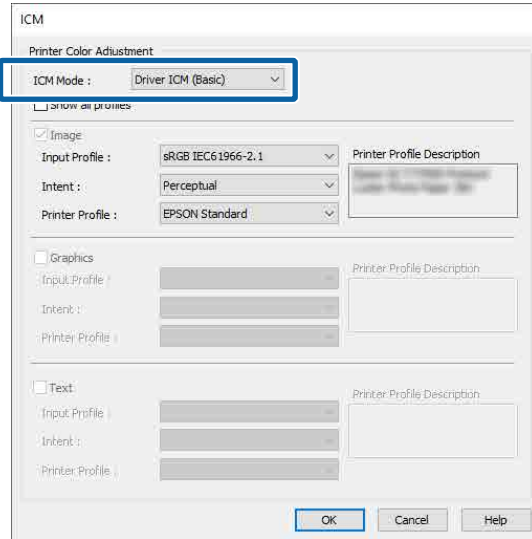 ICM
Printer Color Adjustment
ICM Mode : Driver ICM (Basic)
Show all profiles
Image
Input Profile : sRGB IEC61966-2.1 Printer Profile Description
Intent : Perceptual
Printer Profile : EPSON Standard
Graphics
Input Profile : Printer Profile Description
Intent :
Printer Profile :
Text
Input Profile : Printer Profile Description
Intent :
Printer Profile :
OK Cancel Help